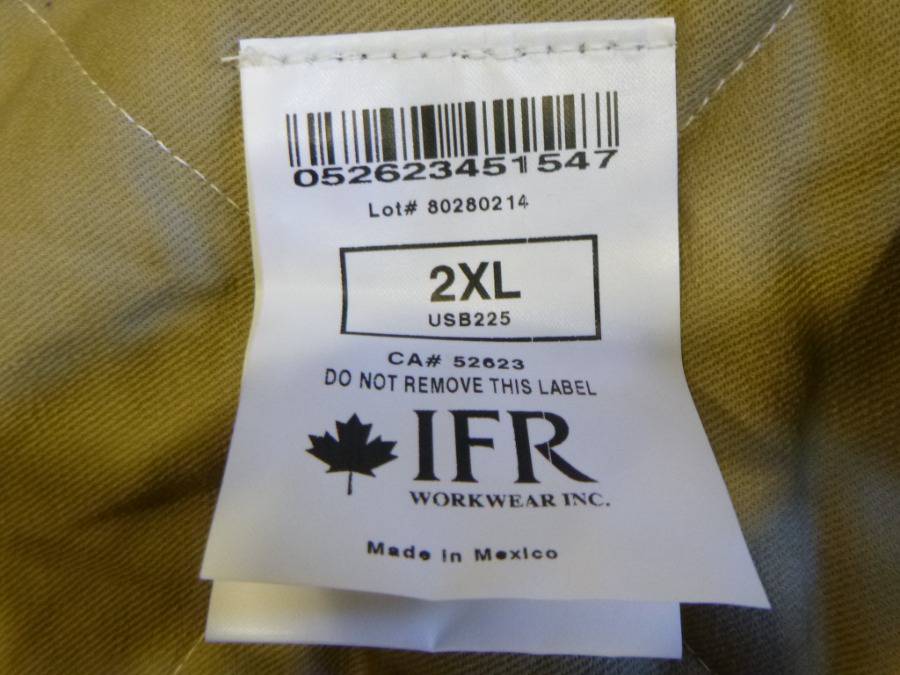 052623451547
Lot# 80280214
2XL
USB225
CA# 52623
DO NOT REMOVE THIS LABEL
IFR
WORKWEAR INC.
Made in Mexico